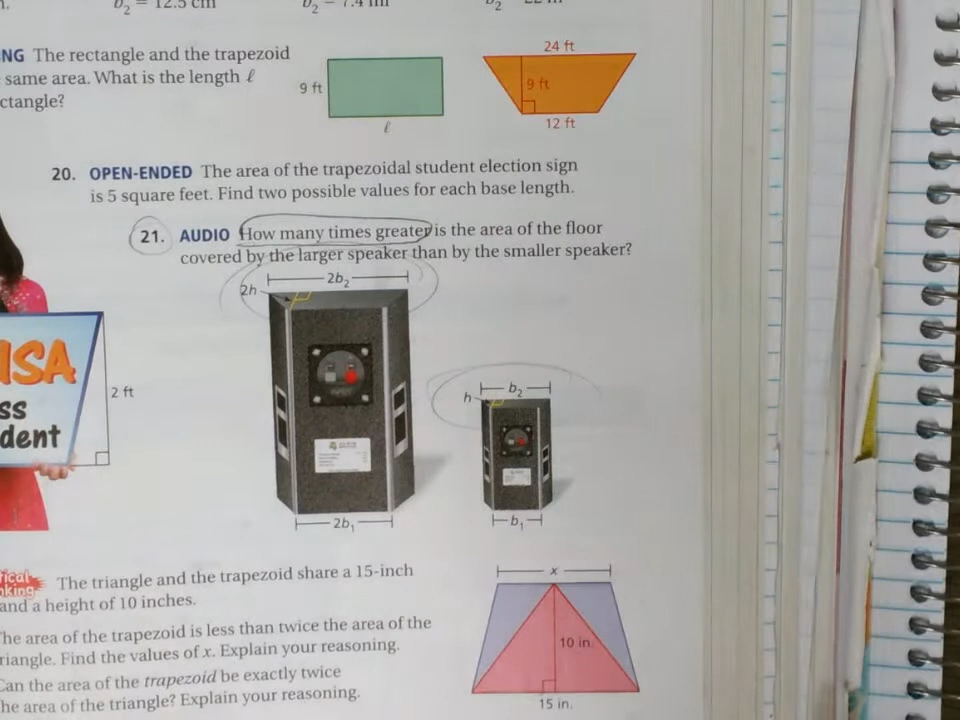 b₂ = 12.5 cm
NG The rectangle and the trapezoid
same area. What is the length ℓ
ctangle?
9 ft
ℓ
24 ft
9 ft
12 ft
20. OPEN-ENDED The area of the trapezoidal student election sign
is 5 square feet. Find two possible values for each base length.
21. AUDIO How many times greater is the area of the floor
covered by the larger speaker than by the smaller speaker?
2b₂
2h
2b₁
h
b₂
b₁
ISA
ss
dent
2 ft
The triangle and the trapezoid share a 15-inch
and a height of 10 inches.
The area of the trapezoid is less than twice the area of the
riangle. Find the values of x. Explain your reasoning.
Can the area of the trapezoid be exactly twice
he area of the triangle? Explain your reasoning.
x
10 in.
15 in.